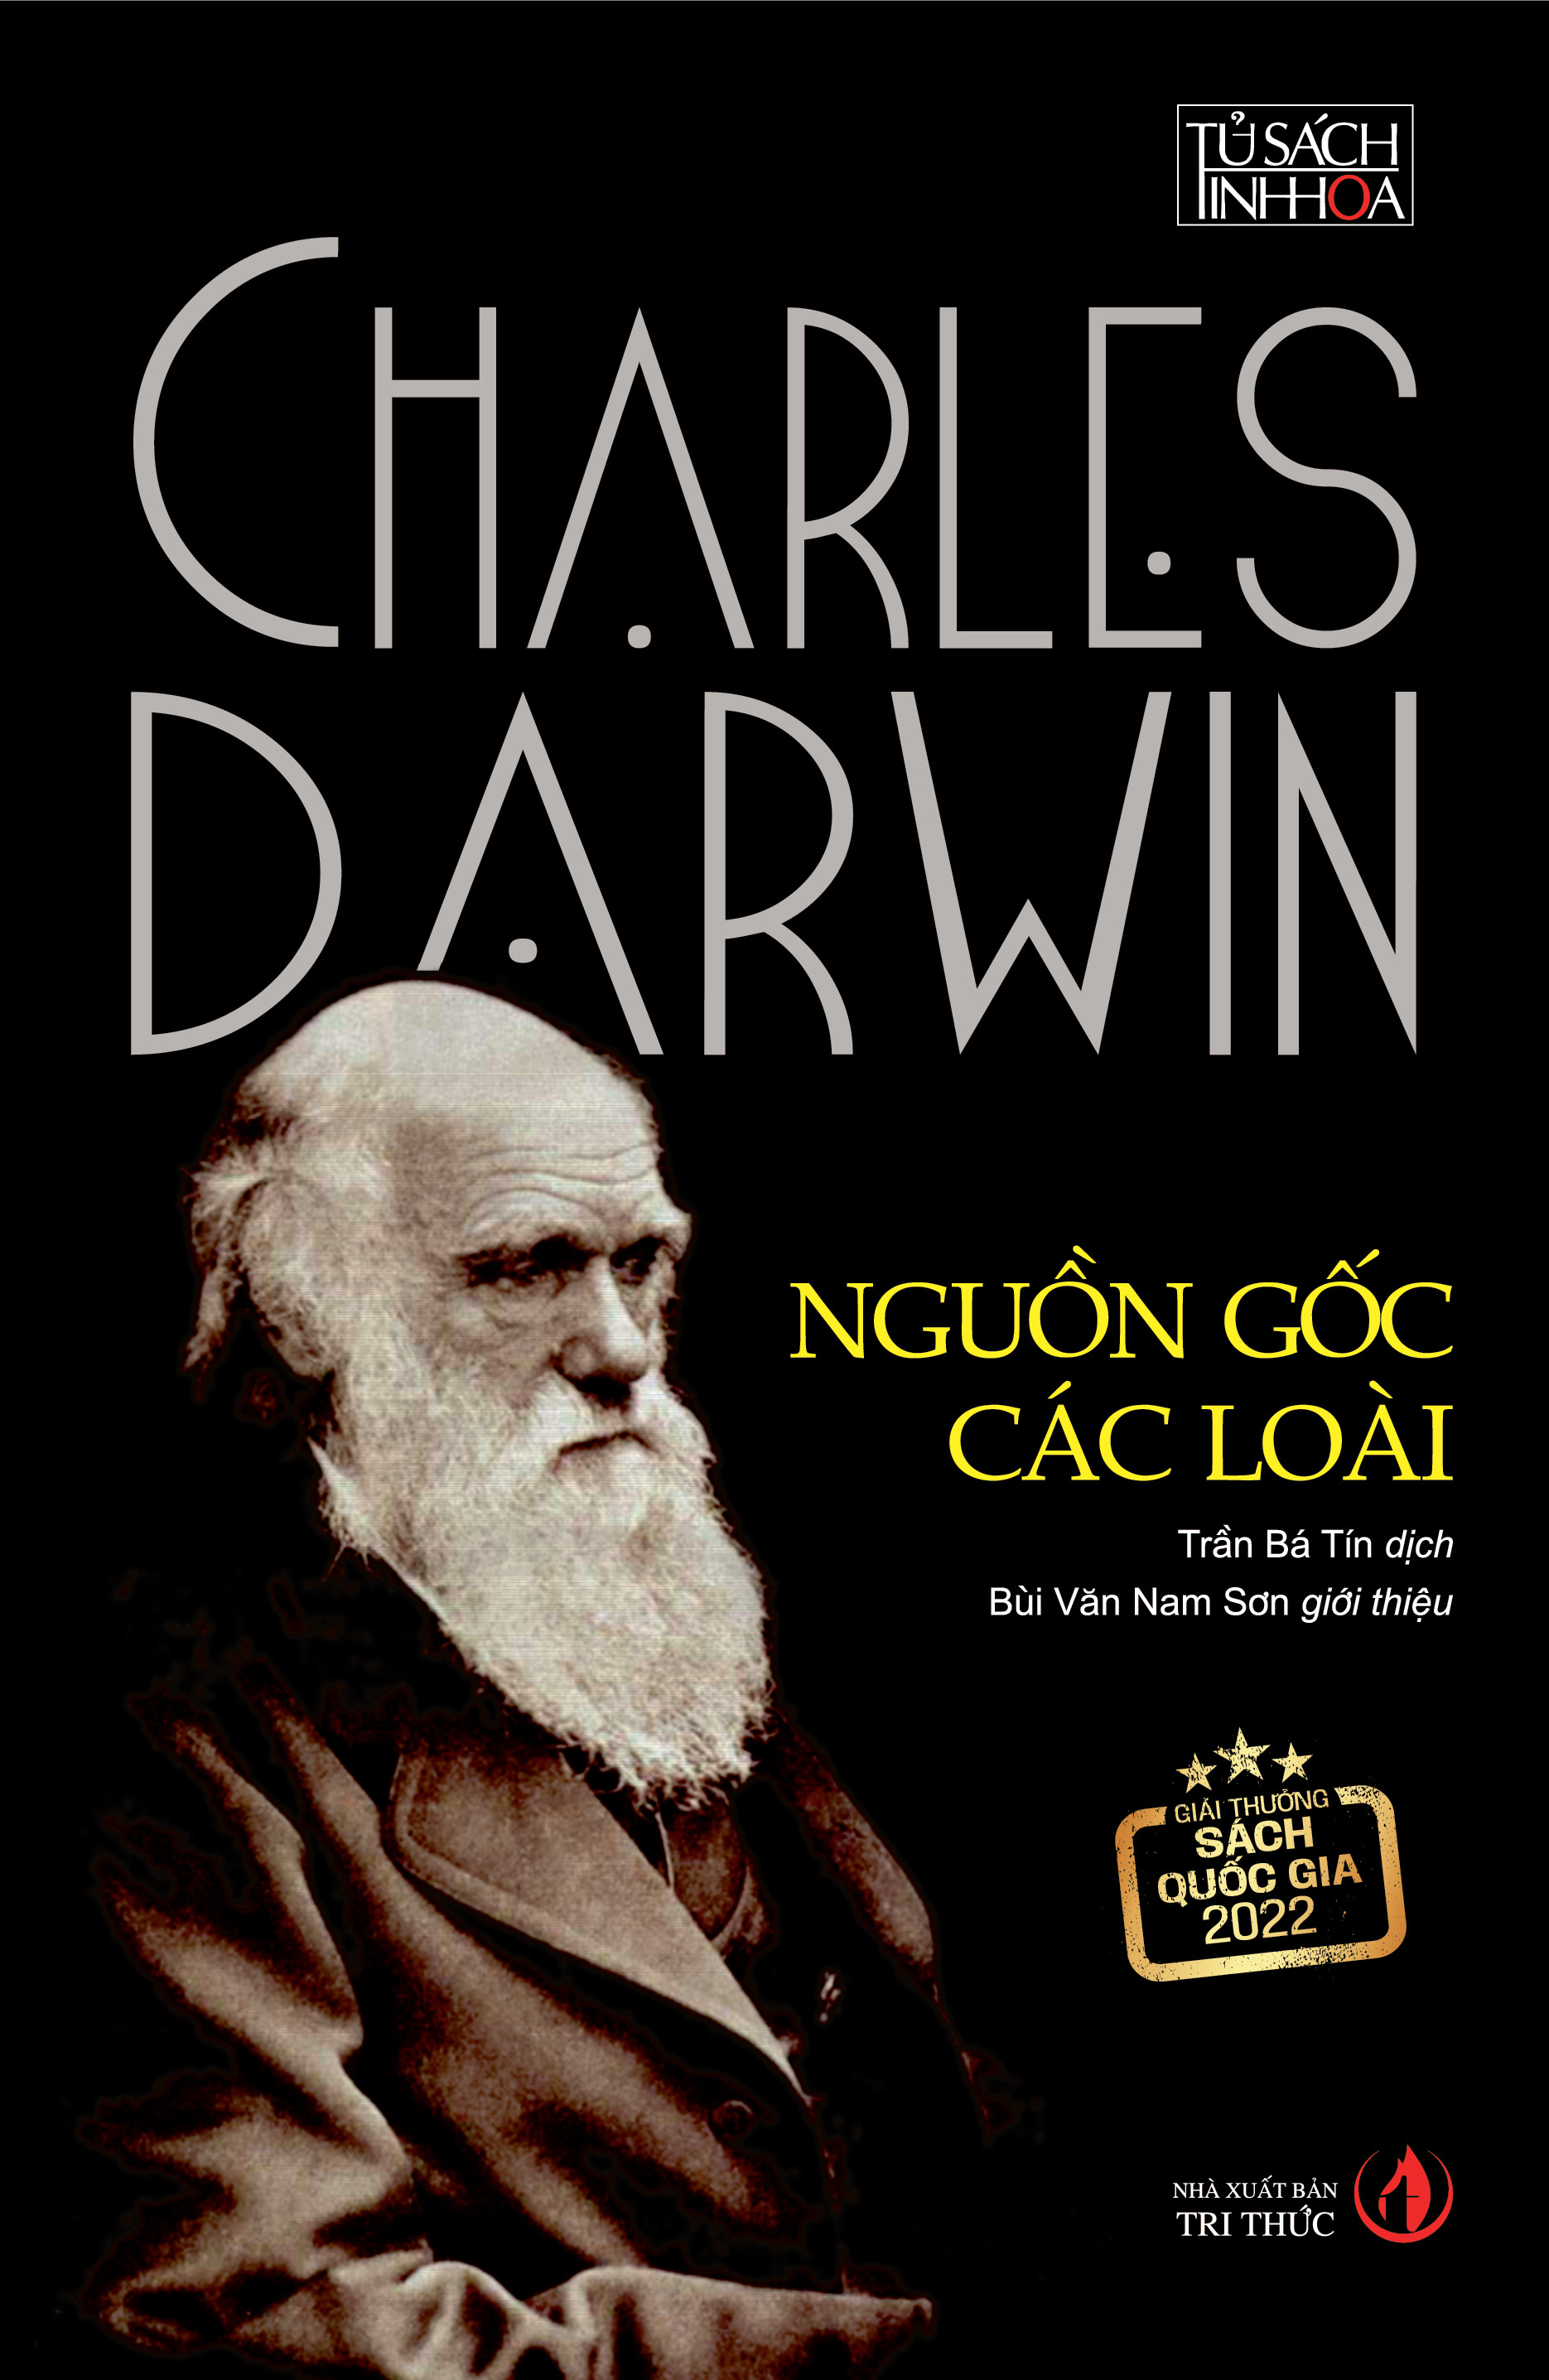 TỦ SÁCH
TINH HOA
CHARLES
DARWIN
NGUỒN GỐC
CÁC LOÀI
Trần Bá Tín dịch
Bùi Văn Nam Sơn giới thiệu
GIẢI THƯỞNG
SÁCH
QUỐC GIA
2022
NHÀ XUẤT BẢN
TRI THỨC